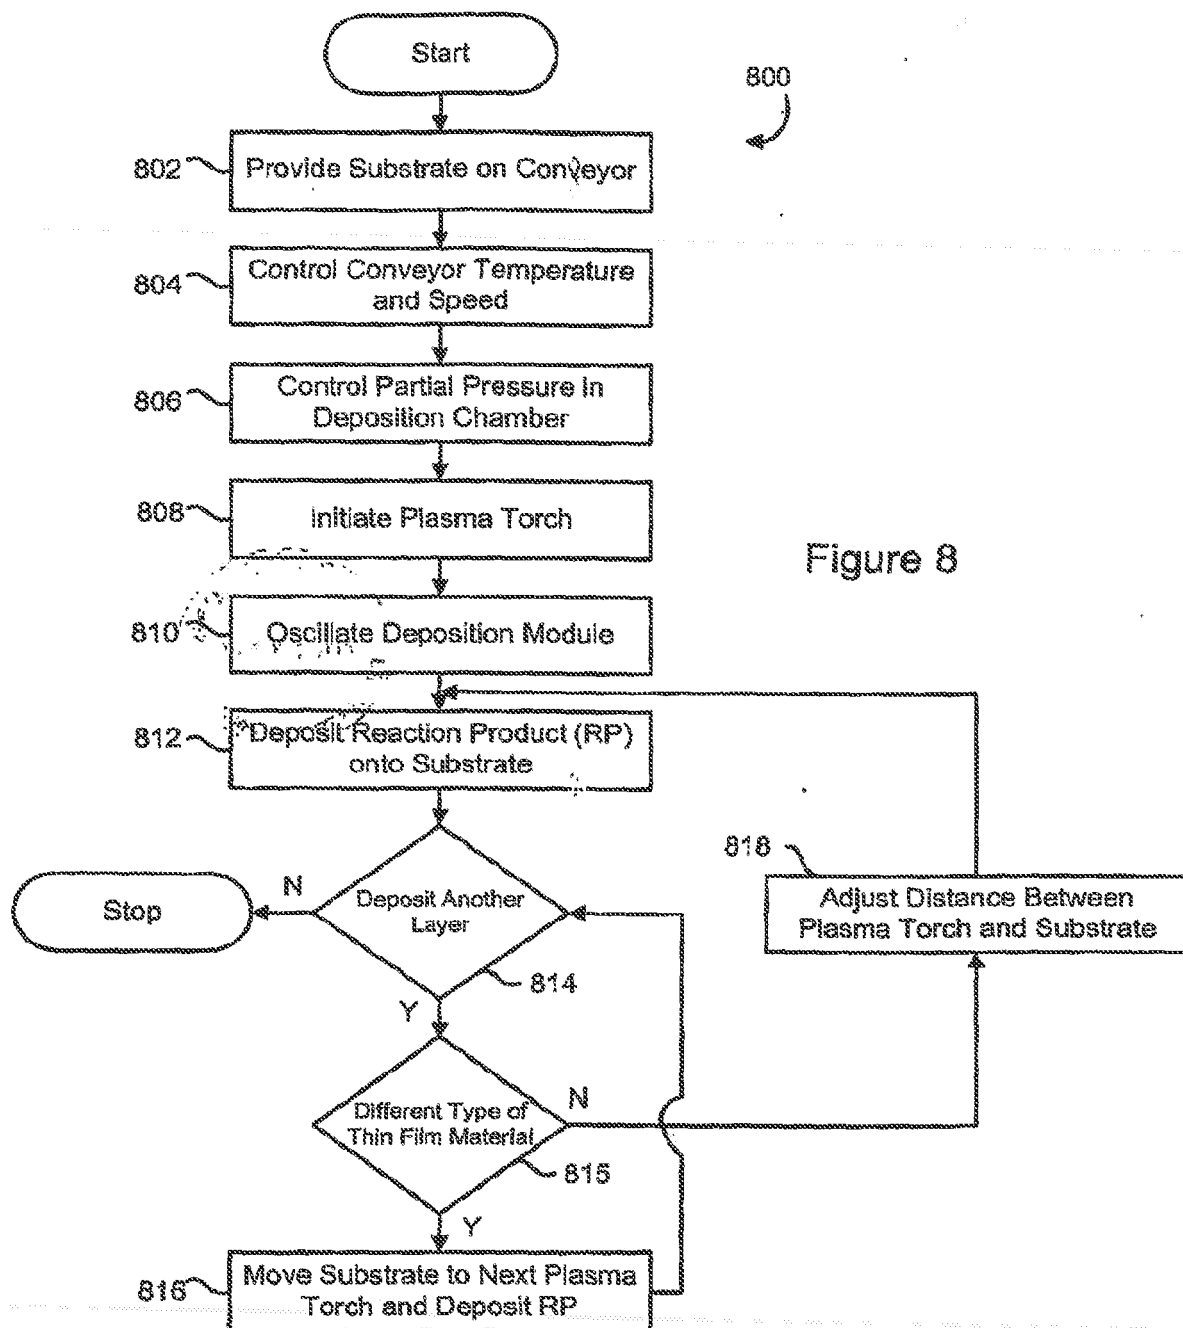 Start
800
802
Provide Substrate on Conveyor
804
Control Conveyor Temperature
and Speed
806
Control Partial Pressure in
Deposition Chamber
808
Initiate Plasma Torch
Figure 8
810
Oscillate Deposition Module
812
Deposit Reaction Product (RP)
onto Substrate
818
Adjust Distance Between
Plasma Torch and Substrate
Stop
N
Deposit Another
Layer
814
Y
Different Type of
Thin Film Material
N
815
Y
816
Move Substrate to Next Plasma
Torch and Deposit RP